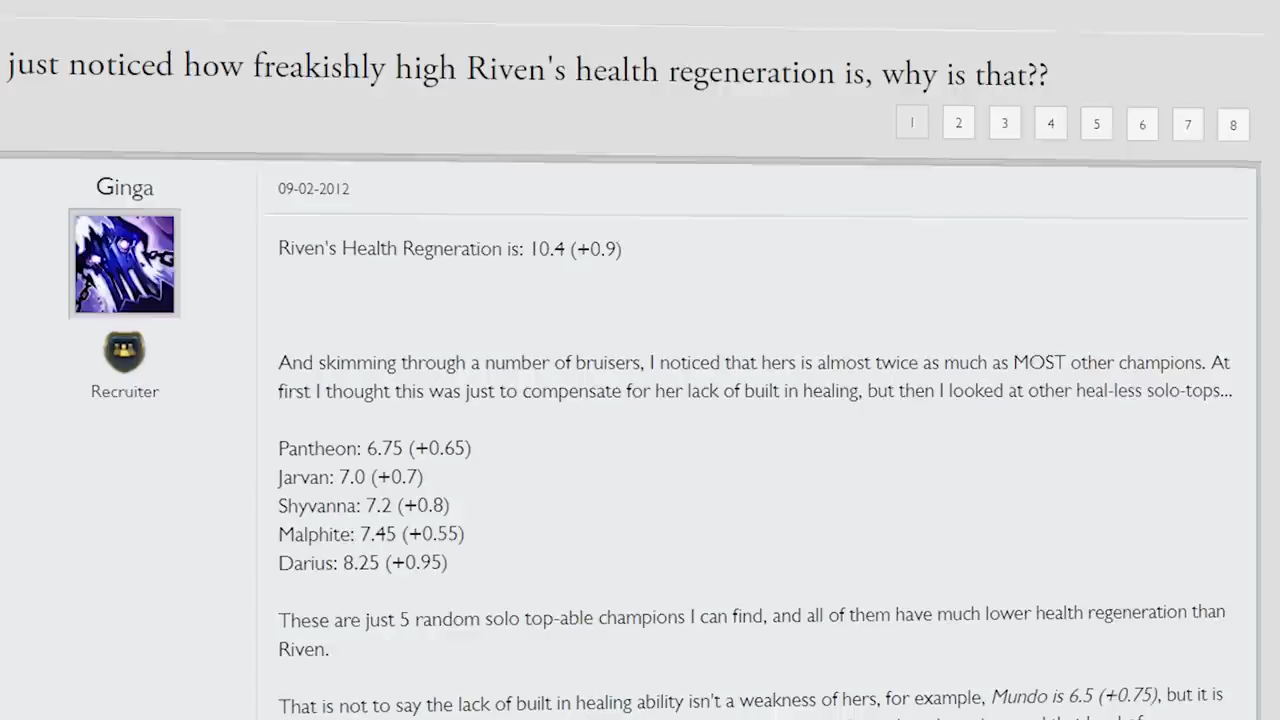 just noticed how freakishly high Riven's health regeneration is, why is that??
1 2 3 4 5 6 7 8
Ginga
09-02-2012
Riven's Health Regneration is: 10.4 (+0.9)
And skimming through a number of bruisers, I noticed that hers is almost twice as much as MOST other champions. At
first I thought this was just to compensate for her lack of built in healing, but then I looked at other heal-less solo-tops...
Recruiter
Pantheon: 6.75 (+0.65)
Jarvan: 7.0 (+0.7)
Shyvanna: 7.2 (+0.8)
Malphite: 7.45 (+0.55)
Darius: 8.25 (+0.95)
These are just 5 random solo top-able champions I can find, and all of them have much lower health regeneration than
Riven.
That is not to say the lack of built in healing ability isn't a weakness of hers, for example, Mundo is 6.5 (+0.75), but it is